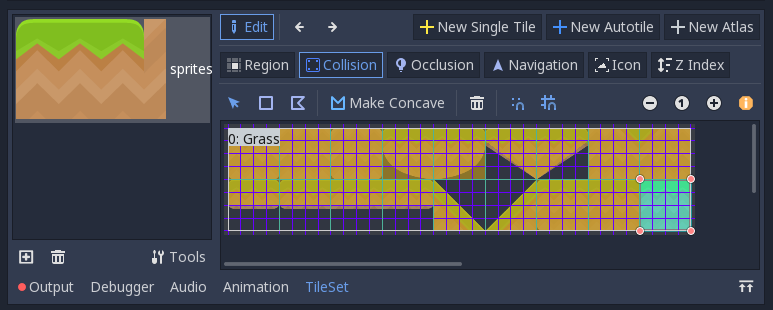 Edit
New Single Tile
New Autotile
New Atlas
Region
Collision
Occlusion
Navigation
Icon
Z Index
Make Concave
1
sprites
0: Grass
Tools
Output
Debugger
Audio
Animation
TileSet